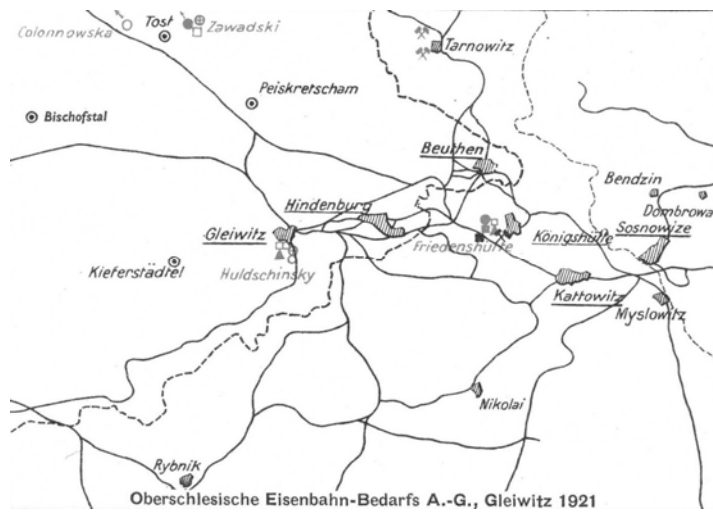 Tost
Zawadski
Colonnowska
Tarnowitz
Peiskretscham
Bischofstal
Beuthen
Bendzin
Hindenburg
Dombrowa
Gleiwitz
Königshütte
Sosnowize
Friedenshütte
Kieferstädtel
Huldschinsky
Kattowitz
Myslowitz
Nikolai
Rybnik
Oberschlesische Eisenbahn-Bedarfs A.-G., Gleiwitz 1921